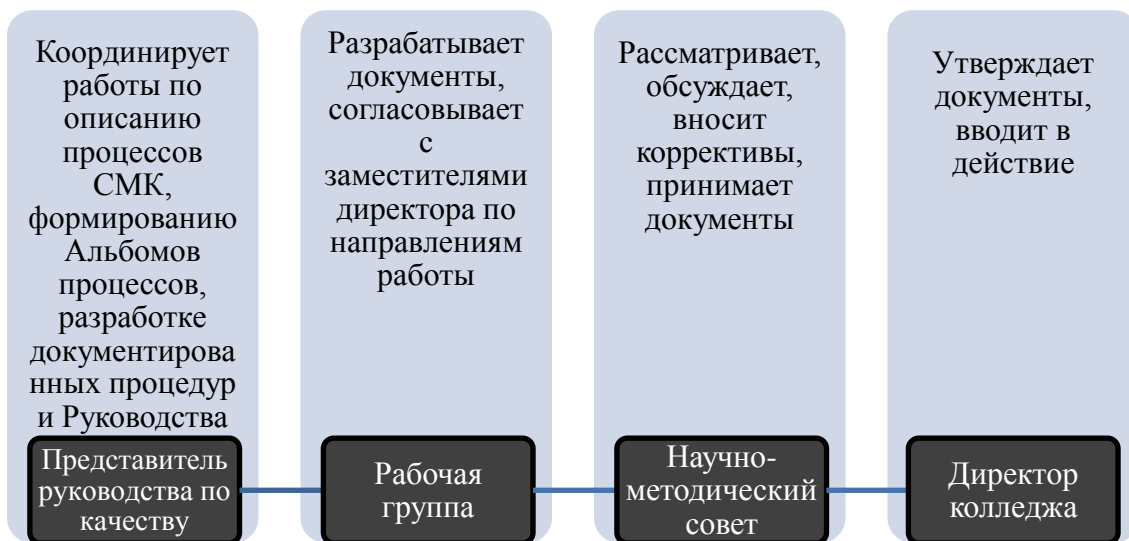 Координирует
работы по
описанию
процессов
СМК,
формированию
Альбомов
процессов,
разработке
документирова
нных процедур
и Руководства
Представитель
руководства по
качеству
Разрабатывает
документы,
согласовывает
с
заместителями
директора по
направлениям
работы
Рабочая
группа
Рассматривает,
обсуждает,
вносит
коррективы,
принимает
документы
Научно-
методический
совет
Утверждает
документы,
вводит в
действие
Директор
колледжа